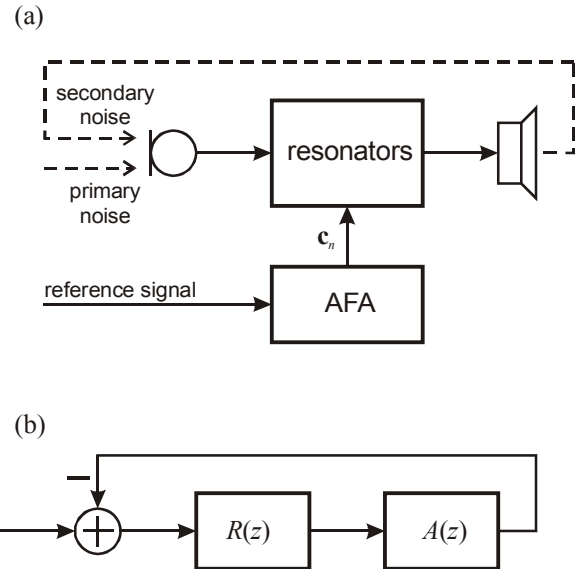 (a)
secondary
noise
primary
noise
resonators
c_n
reference signal
AFA
(b)
−
+
R(z)
A(z)